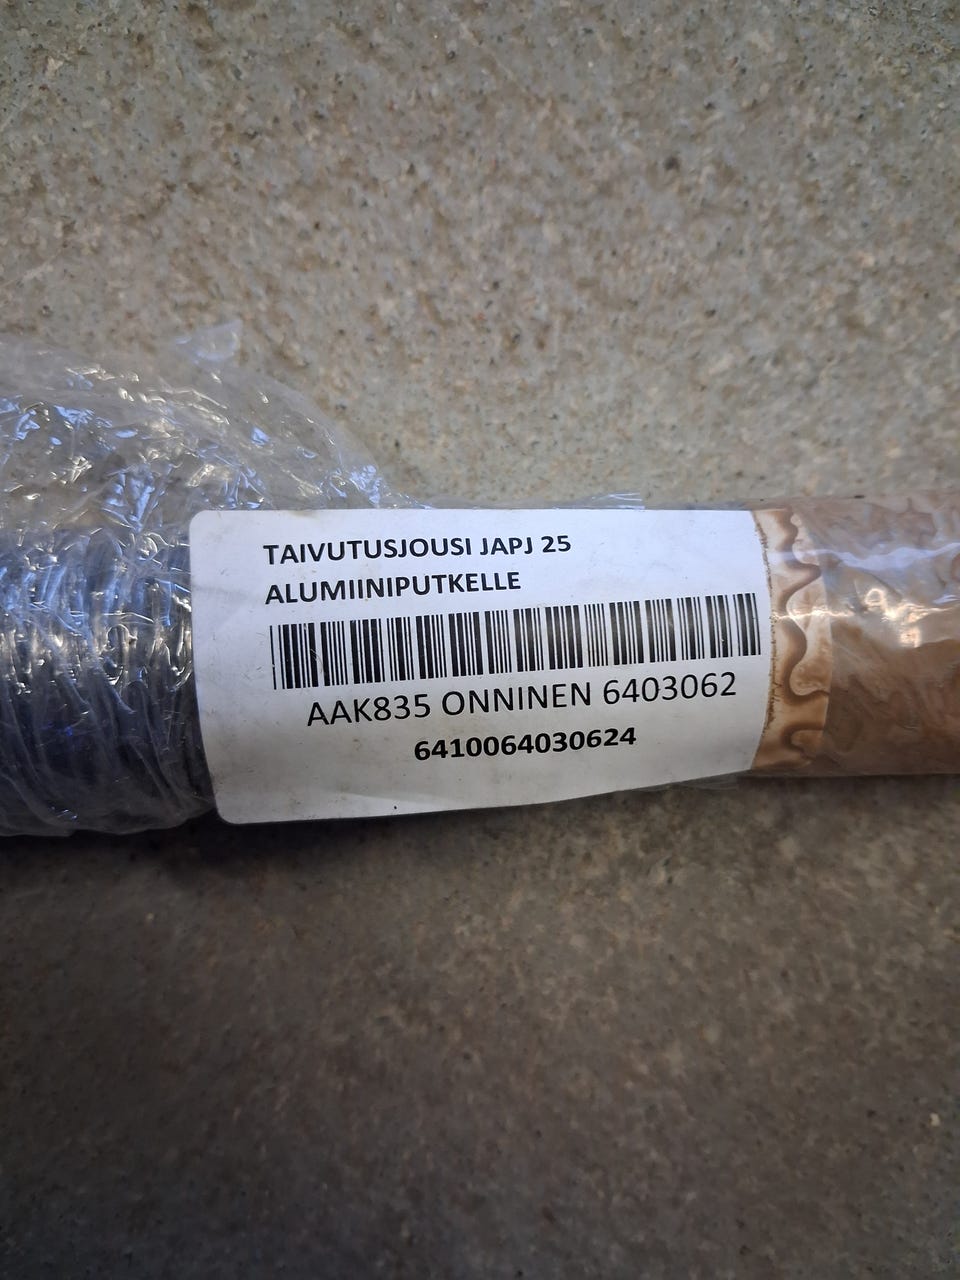 TAIVUTUSJOUSI JAPJ 25
ALUMIINIPUTKELLE
AAK835 ONNINEN 6403062
6410064030624